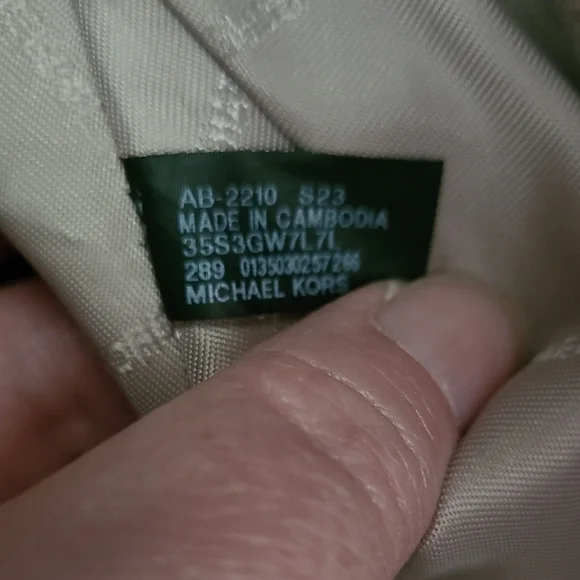 AB-2210 S23
MADE IN CAMBODIA
35S3GW7L7L
289 0135030257266
MICHAEL KORS